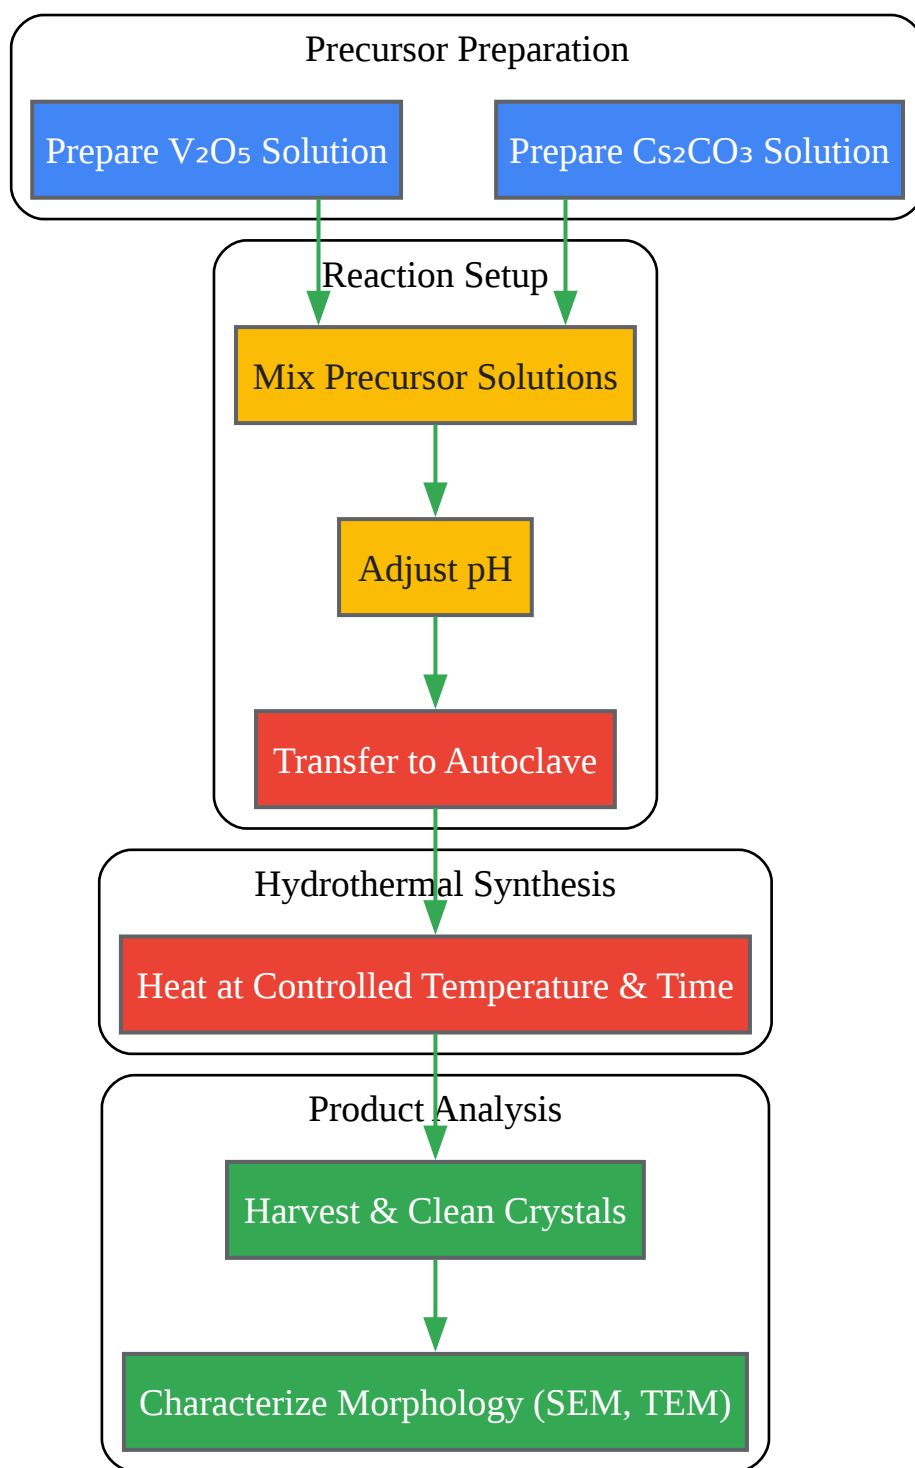 Precursor Preparation
Prepare V₂O₅ Solution
Prepare Cs₂CO₃ Solution
Reaction Setup
Mix Precursor Solutions
Adjust pH
Transfer to Autoclave
Hydrothermal Synthesis
Heat at Controlled Temperature & Time
Product Analysis
Harvest & Clean Crystals
Characterize Morphology (SEM, TEM)